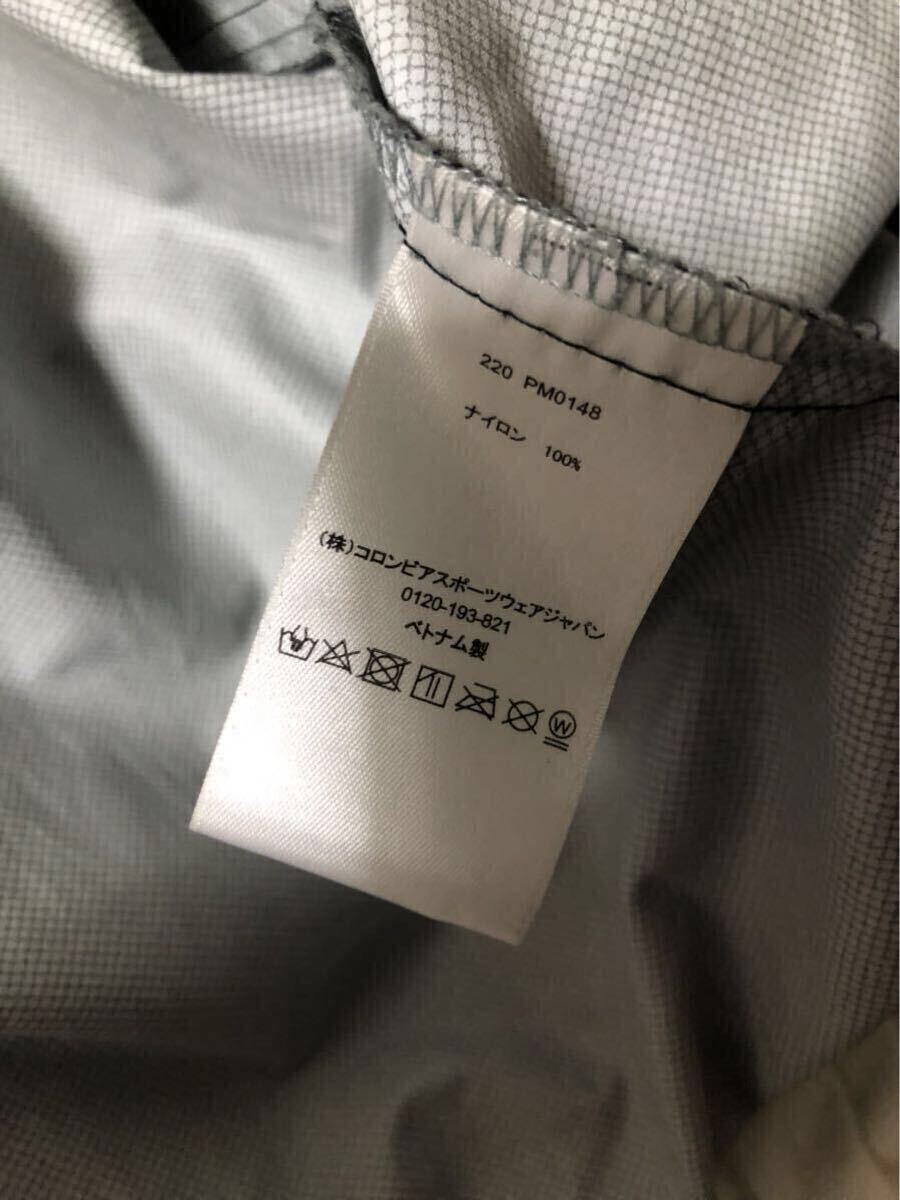 220 PM0148
ナイロン 100%
(株)コロンビアスポーツウェアジャパン
0120-193-821
ベトナム製
W